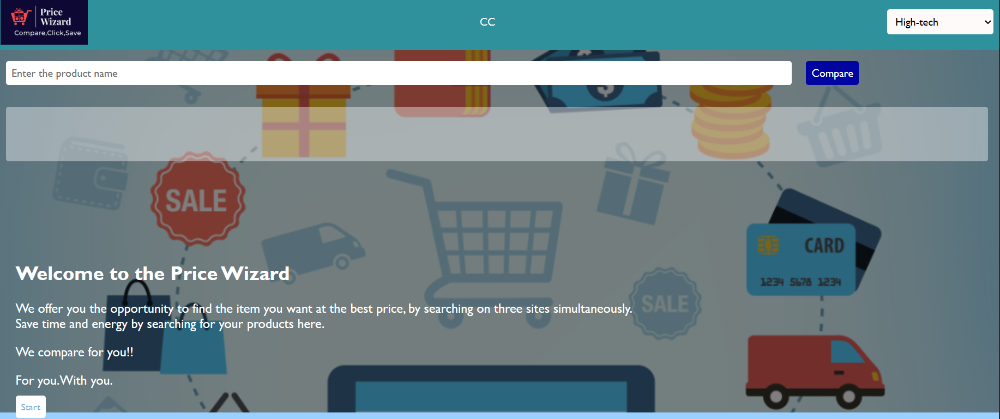 Price
Wizard
Compare,Click,Save
CC
High-tech
Enter the product name
Compare
$
SALE
CARD
1234 5678 1234
SALE
Welcome to the Price Wizard
We offer you the opportunity to find the item you want at the best price, by searching on three sites simultaneously.
Save time and energy by searching for your products here.
We compare for you!!
For you.With you.
Start